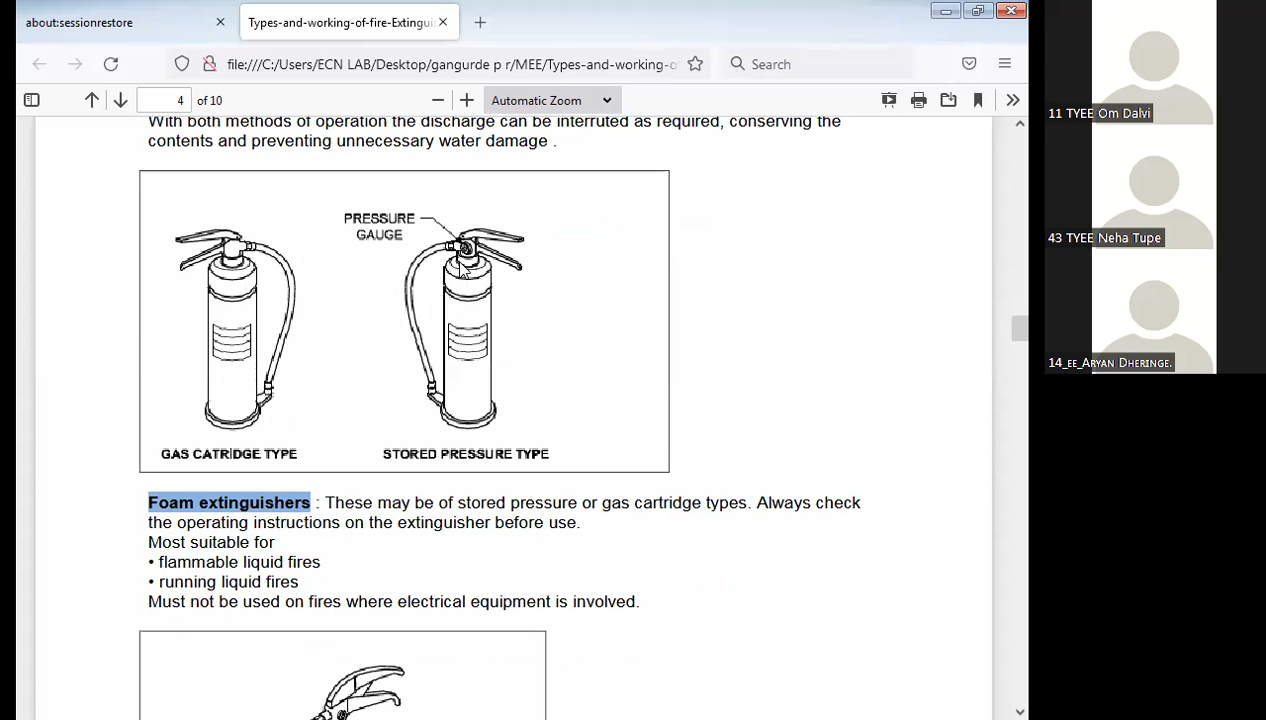 about:sessionrestore
Types-and-working-of-fire-Extingui
file:///C:/Users/ECN LAB/Desktop/gangurde p r/MEE/Types-and-working-o
Search
4 of 10
Automatic Zoom
With both methods of operation the discharge can be interruted as required, conserving the
contents and preventing unnecessary water damage .
PRESSURE
GAUGE
GAS CATRIDGE TYPE
STORED PRESSURE TYPE
Foam extinguishers : These may be of stored pressure or gas cartridge types. Always check
the operating instructions on the extinguisher before use.
Most suitable for
• flammable liquid fires
• running liquid fires
Must not be used on fires where electrical equipment is involved.
11 TYEE Om Dalvi
43 TYEE Neha Tupe
14_EE_ARYAN DHERINGE.